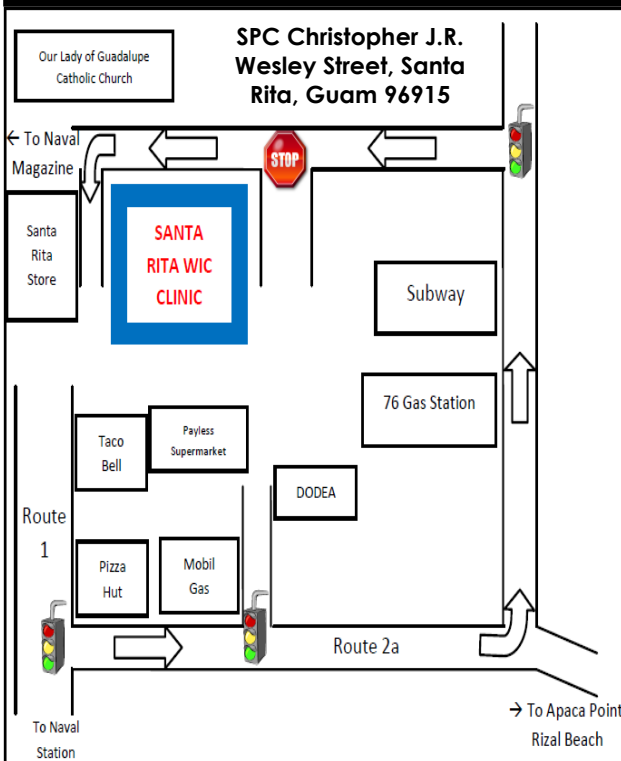 Our Lady of Guadalupe
Catholic Church
SPC Christopher J.R.
Wesley Street, Santa
Rita, Guam 96915
← To Naval
Magazine
STOP
Santa
Rita
Store
SANTA
RITA WIC
CLINIC
Subway
76 Gas Station
Taco
Bell
Payless
Supermarket
DODEA
Route
1
Pizza
Hut
Mobil
Gas
Route 2a
To Naval
Station
→ To Apaca Point
Rizal Beach